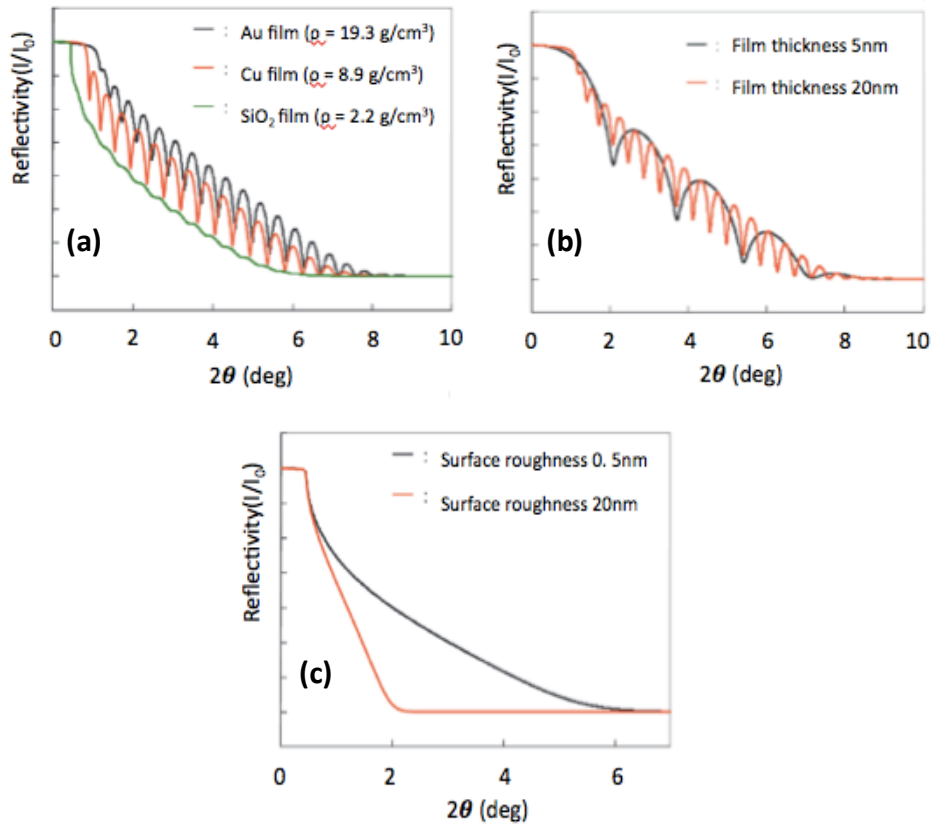 Reflectivity(I/I₀)
— : Au film (ρ = 19.3 g/cm³)
— : Cu film (ρ = 8.9 g/cm³)
— : SiO₂ film (ρ = 2.2 g/cm³)
(a)
0 2 4 6 8 10
2θ (deg)
Reflectivity(I/I₀)
— : Film thickness 5nm
— : Film thickness 20nm
(b)
0 2 4 6 8 10
2θ (deg)
Reflectivity(I/I₀)
— : Surface roughness 0. 5nm
— : Surface roughness 20nm
(c)
0 2 4 6
2θ (deg)